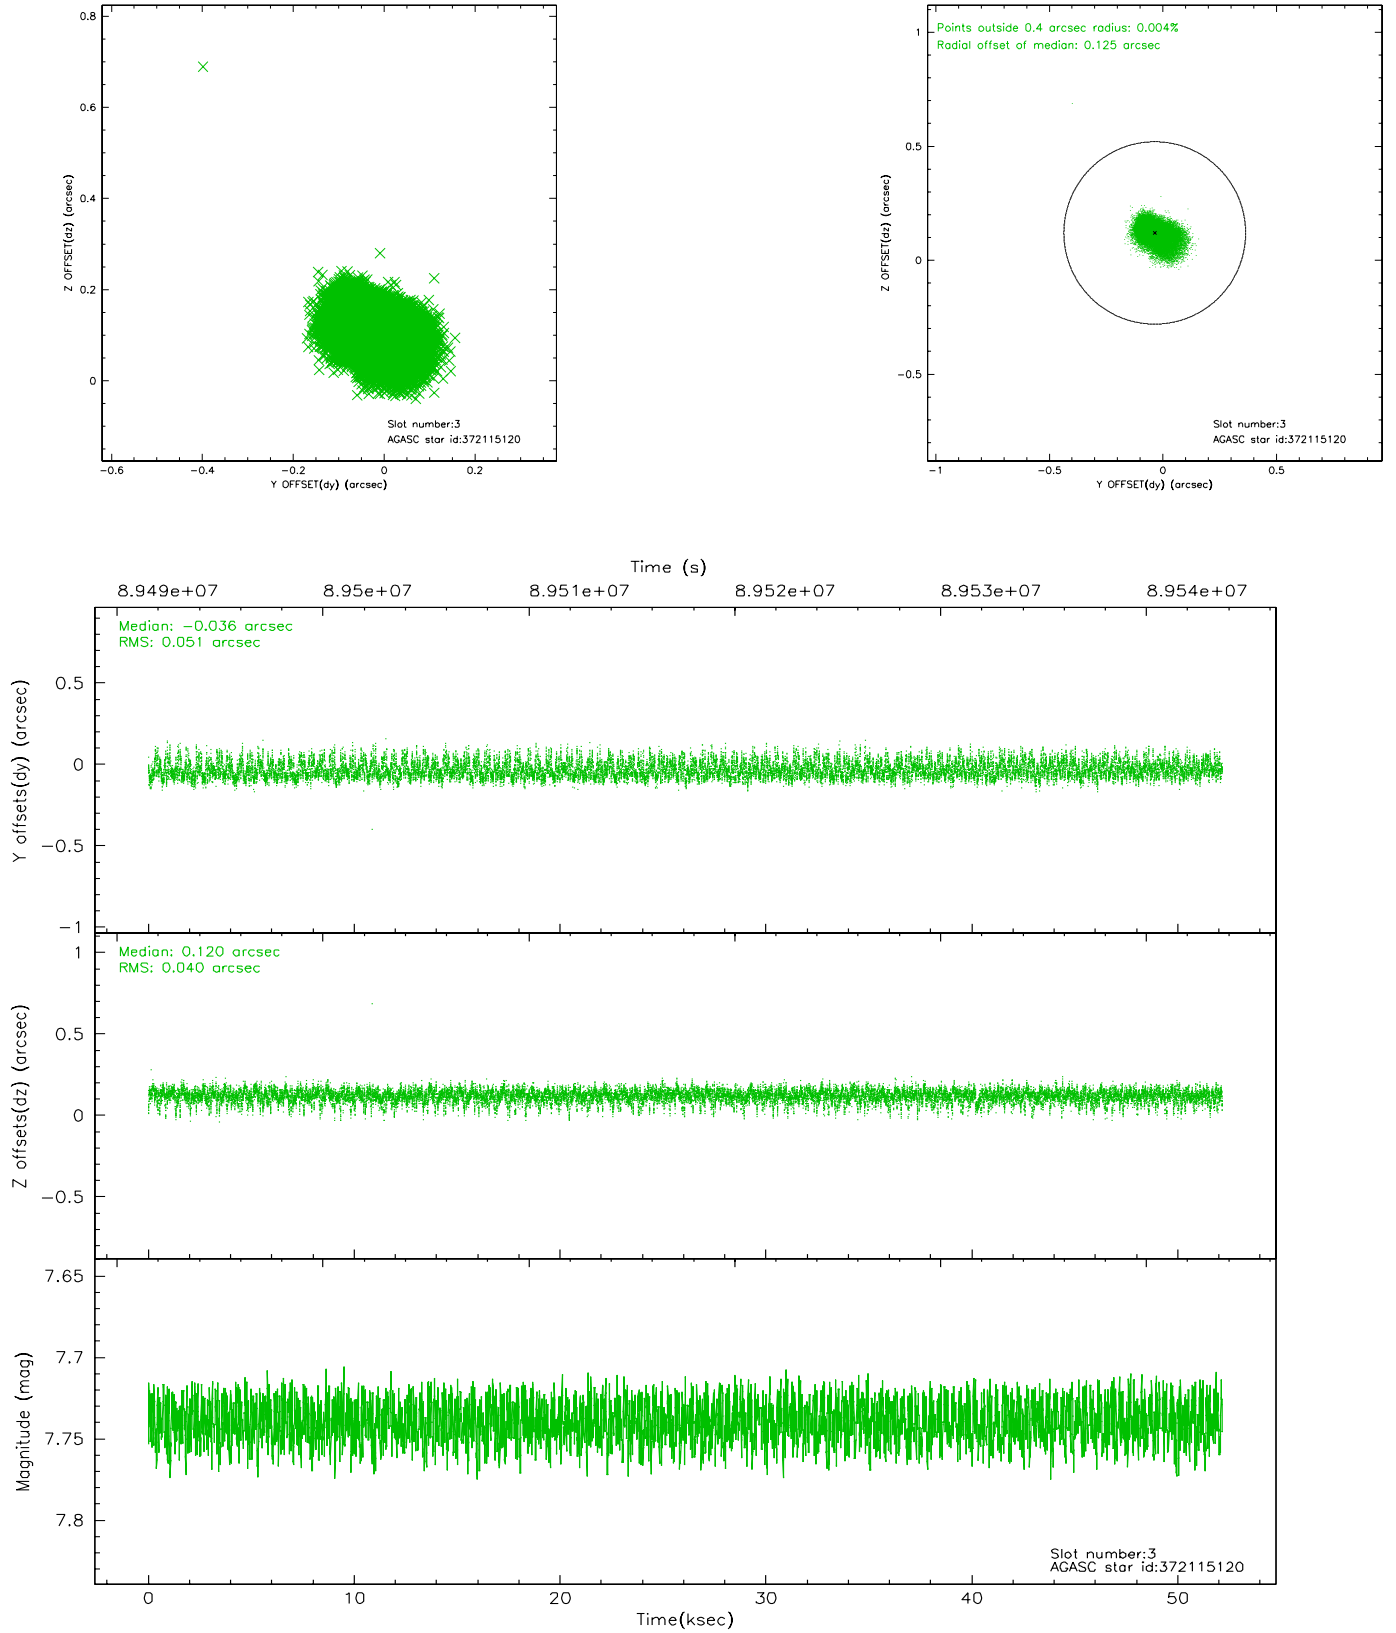 0.8
0.6
0.4
0.2
0
Z OFFSET(dz) (arcsec)
Slot number:3
AGASC star id:372115120
−0.6 −0.4 −0.2 0 0.2
Y OFFSET(dy) (arcsec)
Points outside 0.4 arcsec radius: 0.004%
Radial offset of median: 0.125 arcsec
1
0.5
0
−0.5
Z OFFSET(dz) (arcsec)
Slot number:3
AGASC star id:372115120
−1 −0.5 0 0.5
Y OFFSET(dy) (arcsec)
Time (s)
8.949e+07 8.95e+07 8.951e+07 8.952e+07 8.953e+07 8.954e+07
Median: −0.036 arcsec
RMS: 0.051 arcsec
0.5
0
−0.5
−1
Y offsets(dy) (arcsec)
Median: 0.120 arcsec
RMS: 0.040 arcsec
1
0.5
0
−0.5
Z offsets(dz) (arcsec)
7.65
7.7
7.75
7.8
Magnitude (mag)
Slot number:3
AGASC star id:372115120
0 10 20 30 40 50
Time(ksec)